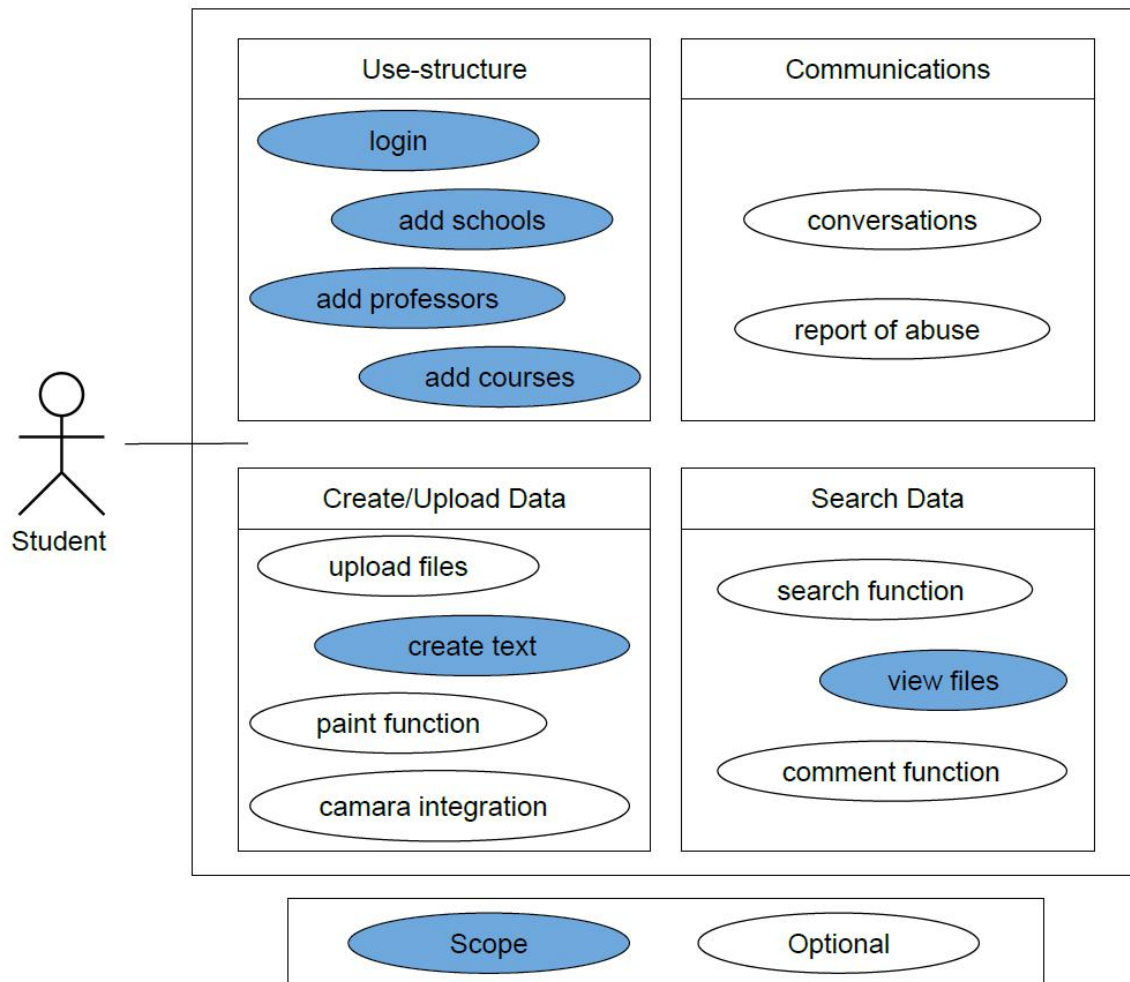 Use-structure
login
add schools
add professors
add courses
Communications
conversations
report of abuse
Student
Create/Upload Data
upload files
create text
paint function
camara integration
Search Data
search function
view files
comment function
Scope
Optional